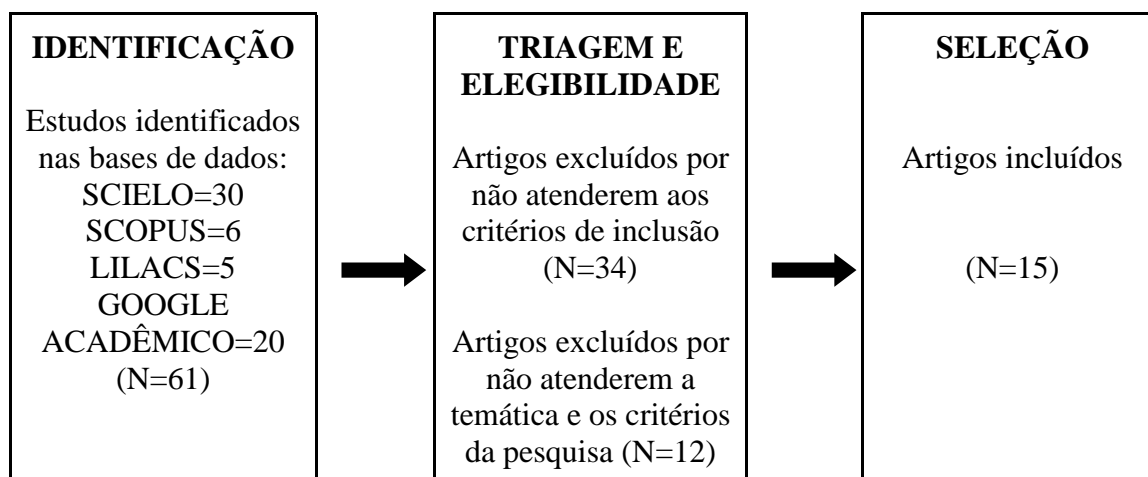 IDENTIFICAÇÃO
Estudos identificados
nas bases de dados:
SCIELO=30
SCOPUS=6
LILACS=5
GOOGLE
ACADÊMICO=20
(N=61)
TRIAGEM E
ELEGIBILIDADE
Artigos excluídos por
não atenderem aos
critérios de inclusão
(N=34)
Artigos excluídos por
não atenderem a
temática e os critérios
da pesquisa (N=12)
SELEÇÃO
Artigos incluídos
(N=15)